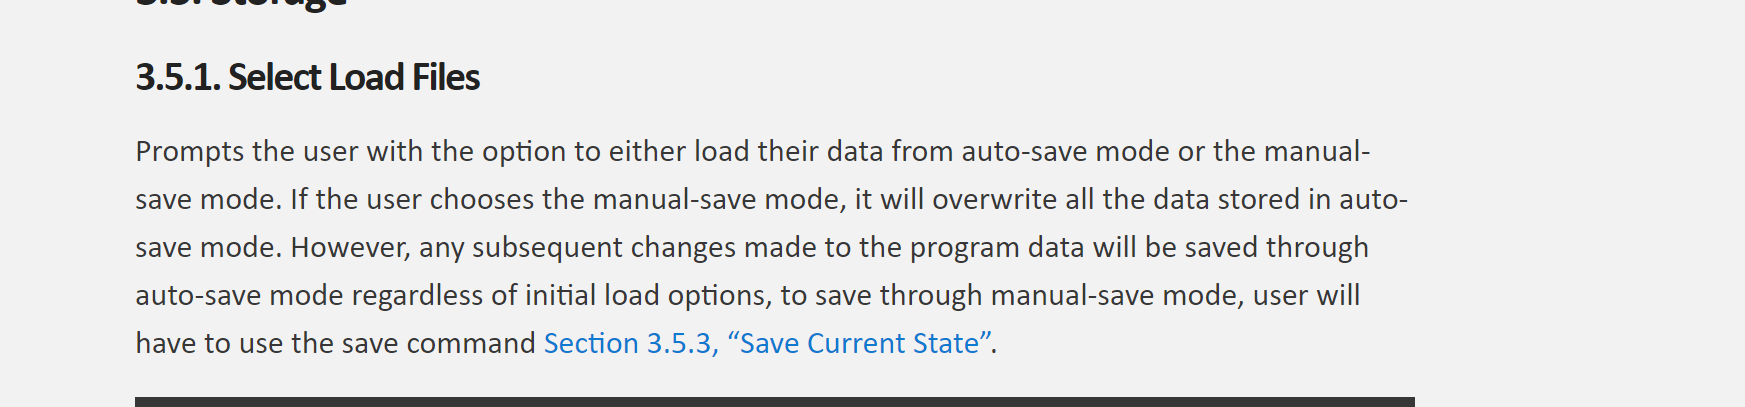 3.5. Storage
3.5.1. Select Load Files
Prompts the user with the option to either load their data from auto-save mode or the manual-
save mode. If the user chooses the manual-save mode, it will overwrite all the data stored in auto-
save mode. However, any subsequent changes made to the program data will be saved through
auto-save mode regardless of initial load options, to save through manual-save mode, user will
have to use the save command Section 3.5.3, “Save Current State”.